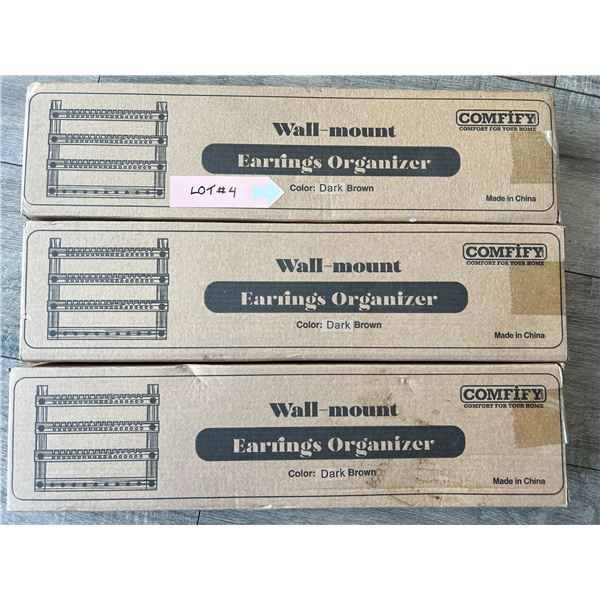 Wall-mount
COMFIFY
COMFORT FOR YOUR HOME
Earrings Organizer
LOT#4
Color: Dark Brown
Made in China
Wall-mount
COMFIFY
COMFORT FOR YOUR HOME
Earrings Organizer
Color: Dark Brown
Made in China
Wall-mount
COMFIFY
COMFORT FOR YOUR HOME
Earrings Organizer
Color: Dark Brown
Made in China